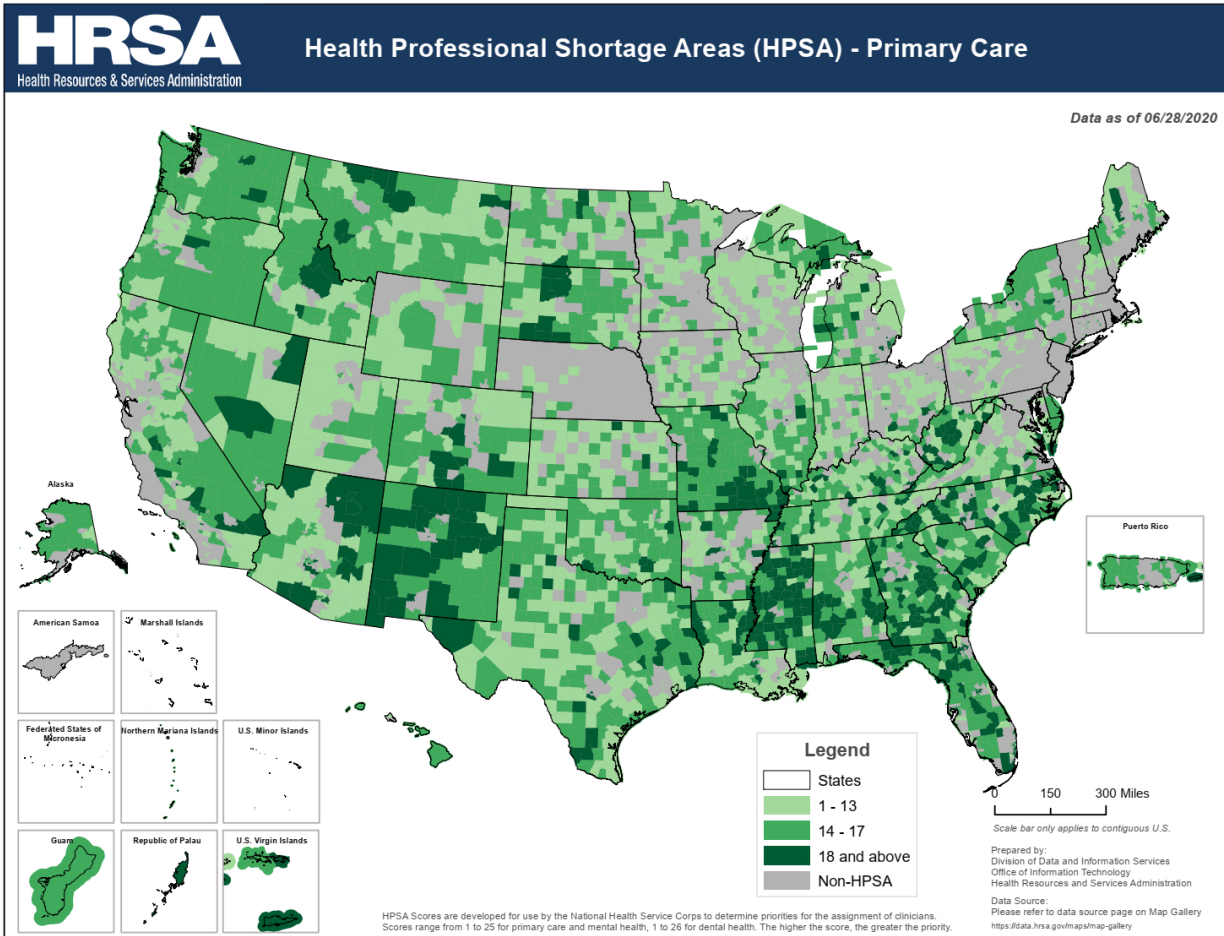 HRSA
Health Resources & Services Administration
Health Professional Shortage Areas (HPSA) - Primary Care
Data as of 06/28/2020
Alaska
American Samoa
Marshall Islands
Federated States of
Micronesia
Northern Mariana Islands
U.S. Minor Islands
Guam
Republic of Palau
U.S. Virgin Islands
Puerto Rico
Legend
States
1 - 13
14 - 17
18 and above
Non-HPSA
0 150 300 Miles
Scale bar only applies to contiguous U.S.
Prepared by:
Division of Data and Information Services
Office of Information Technology
Health Resources and Services Administration
Data Source:
Please refer to data source page on Map Gallery
https://data.hrsa.gov/maps/map-gallery
HPSA Scores are developed for use by the National Health Service Corps to determine priorities for the assignment of clinicians.
Scores range from 1 to 25 for primary care and mental health, 1 to 26 for dental health. The higher the score, the greater the priority.